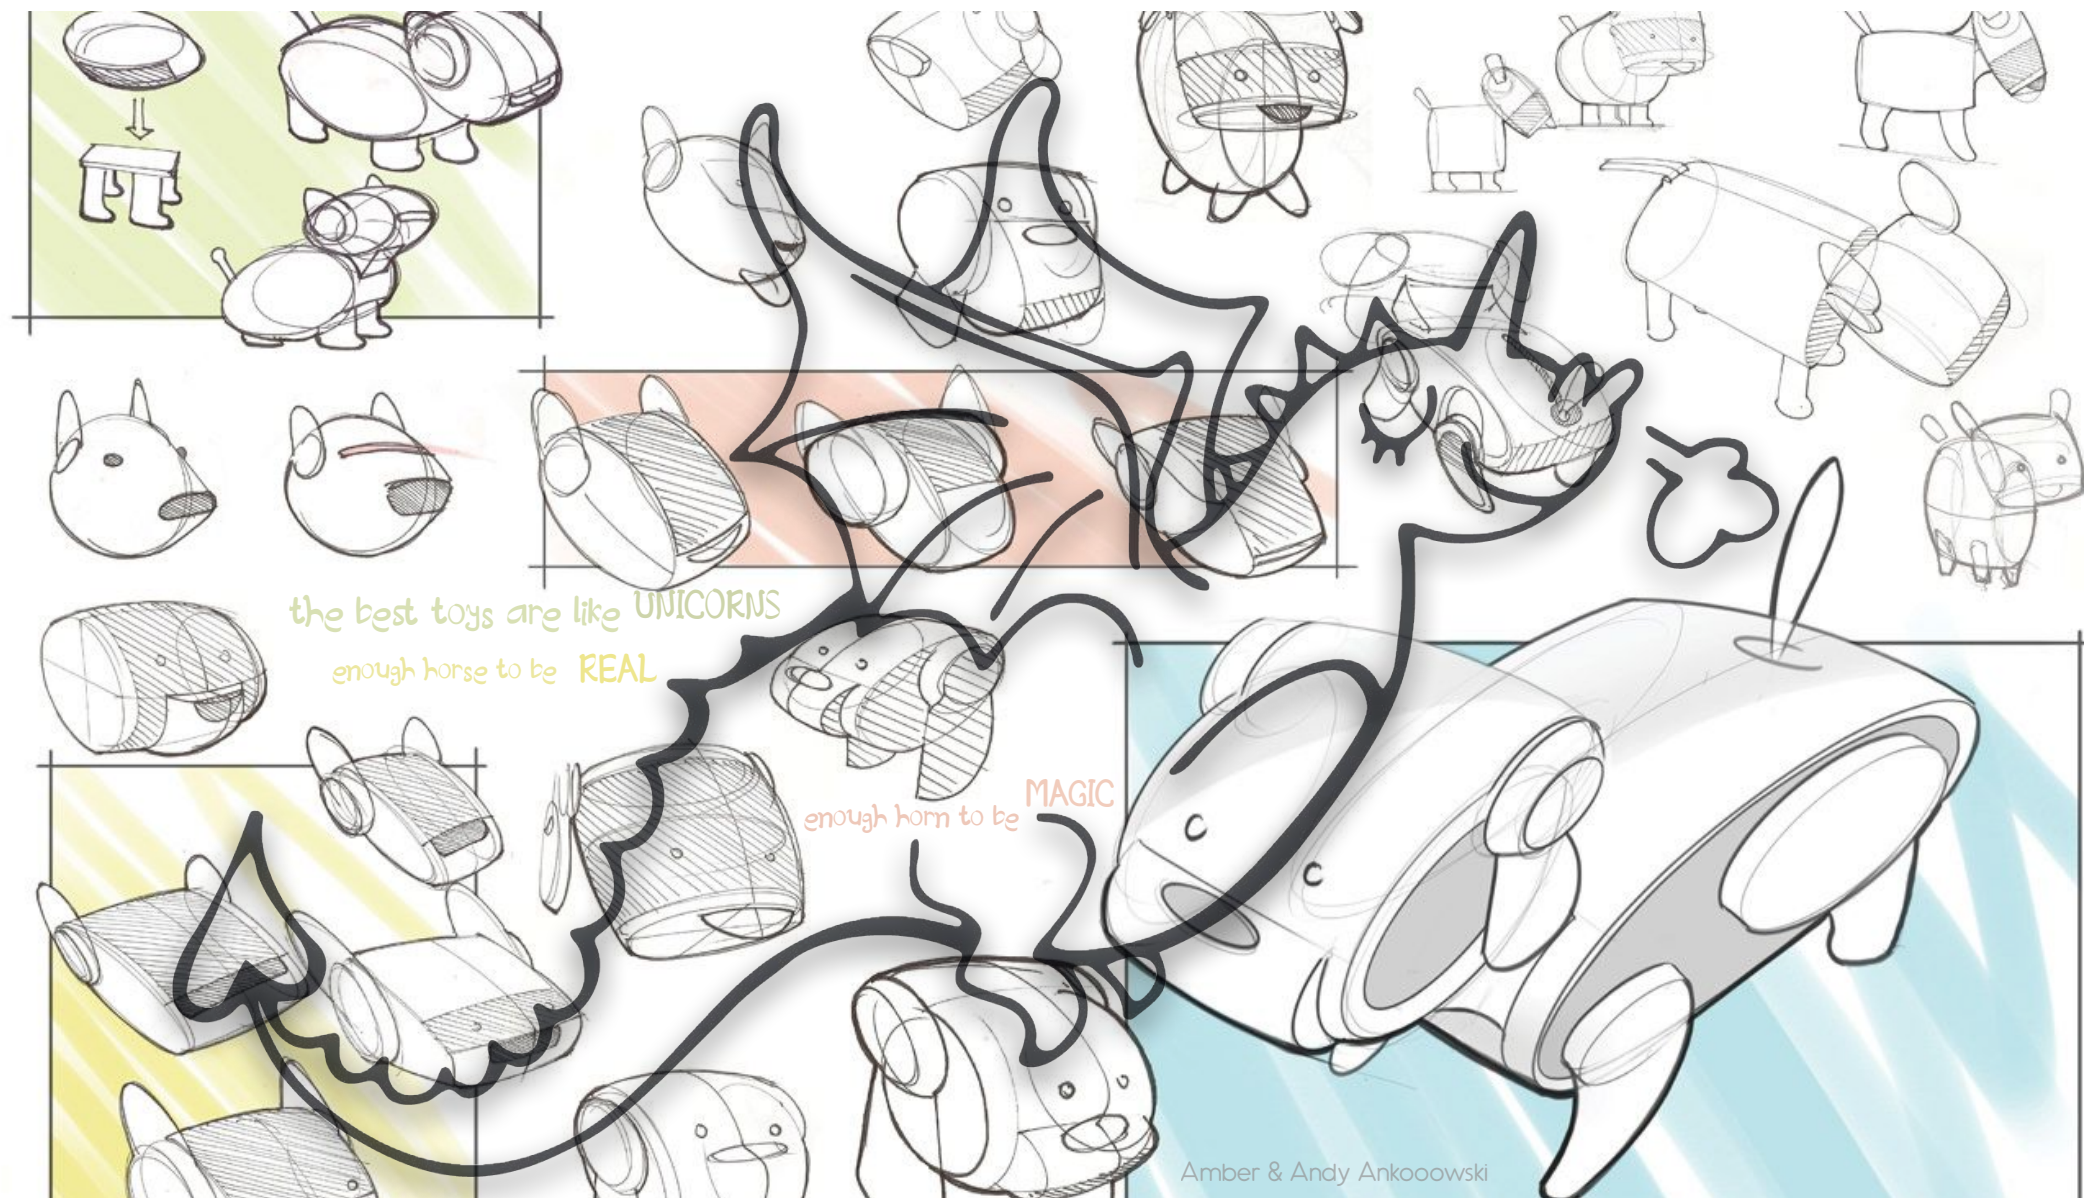 the best toys are like UNICORNS
enough horse to be REAL
enough horn to be MAGIC
Amber & Andy Ankooowski